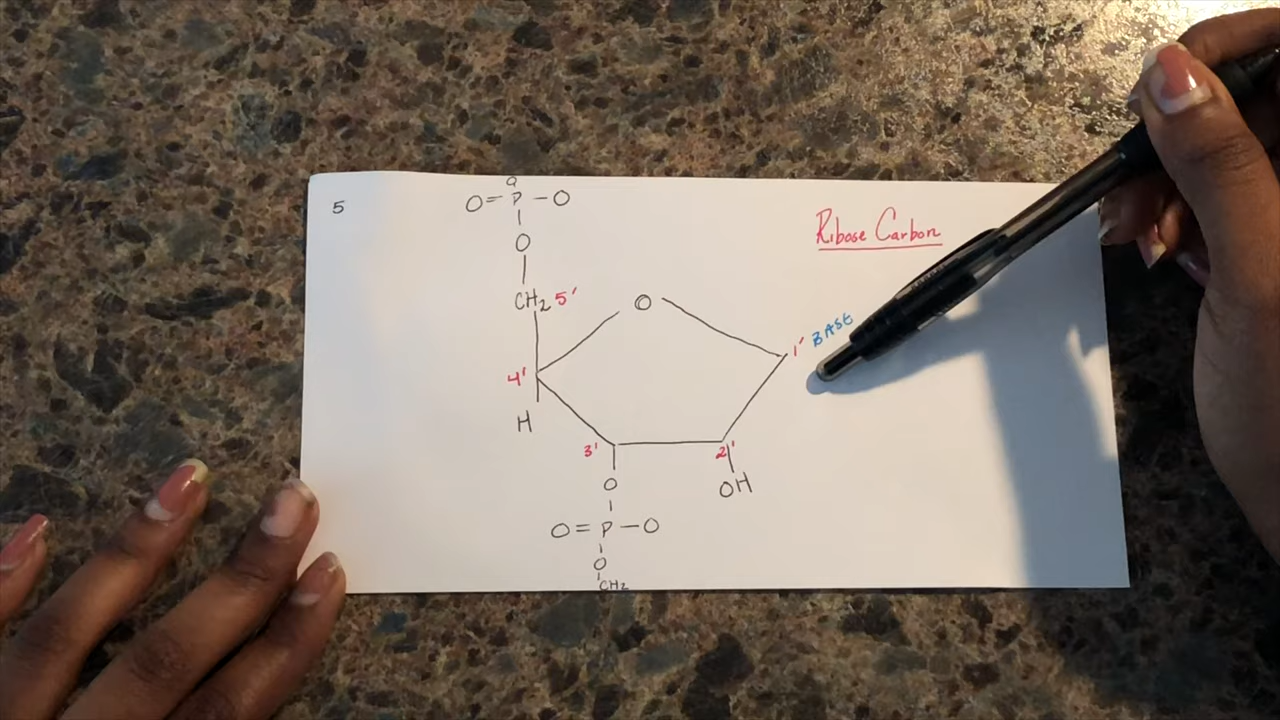 5
O
O=P-O
O
Ribose Carbon
CH2 5'
O
1' BASE
4'
H
3' 2'
O
OH
O=P-O
O
CH2